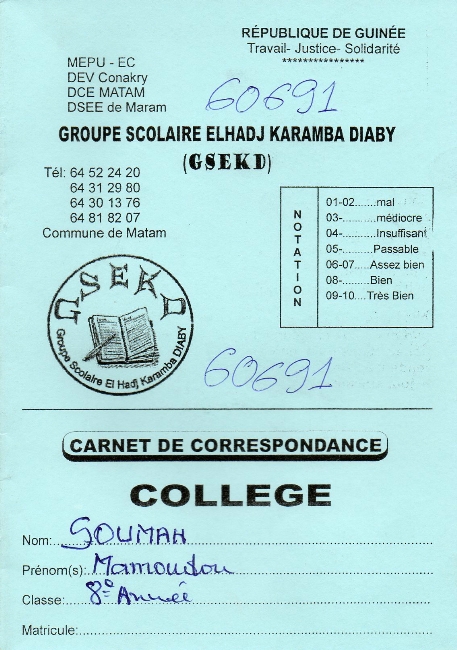 RÉPUBLIQUE DE GUINÉE
Travail- Justice- Solidarité
****************
MEPU - EC
DEV Conakry
DCE MATAM
DSEE de Maram
60691
GROUPE SCOLAIRE ELHADJ KARAMBA DIABY
(GSEKD)
Tél: 64 52 24 20
64 31 29 80
64 30 13 76
64 81 82 07
Commune de Matam
NOTATION
01-02.......mal
03-.........médiocre
04-..........Insuffisant
05-..........Passable
06-07.....Assez bien
08-..........Bien
09-10....Très Bien
GSEKD
Groupe Scolaire El Hadj Karamba DIABY
60691
CARNET DE CORRESPONDANCE
COLLEGE
Nom: SOUMAH
Prénom(s): Mamoudou
Classe: 8è Année
Matricule: